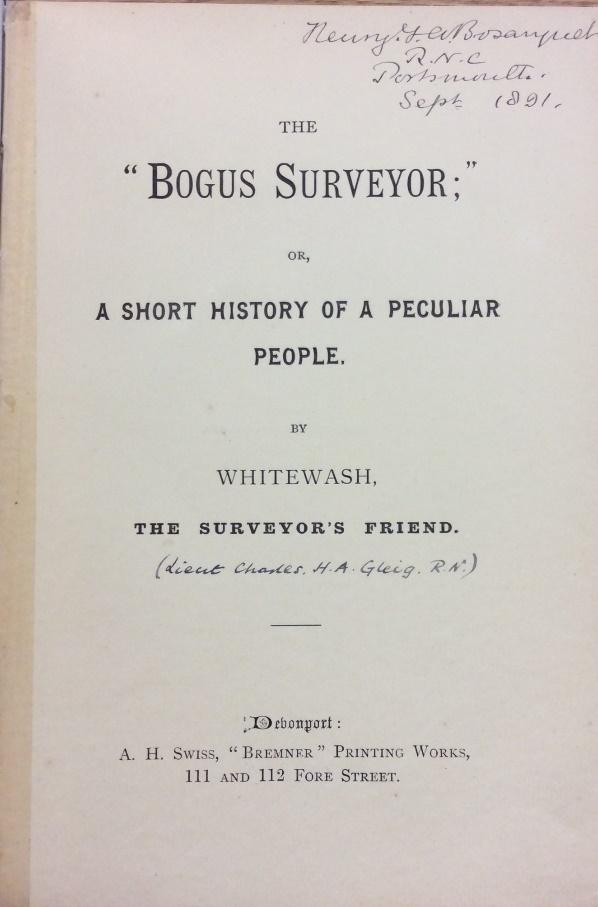 Henry G. A. Bosanquet
R.N.C
Portsmouth.
Sept 1891.
THE
“BOGUS SURVEYOR;”
OR,
A SHORT HISTORY OF A PECULIAR
PEOPLE.
BY
WHITEWASH,
THE SURVEYOR'S FRIEND.
(Lieut Charles. H. A. Gleig. R.N.)
Devonport:
A. H. SWISS, “BREMNER” PRINTING WORKS,
111 AND 112 FORE STREET.